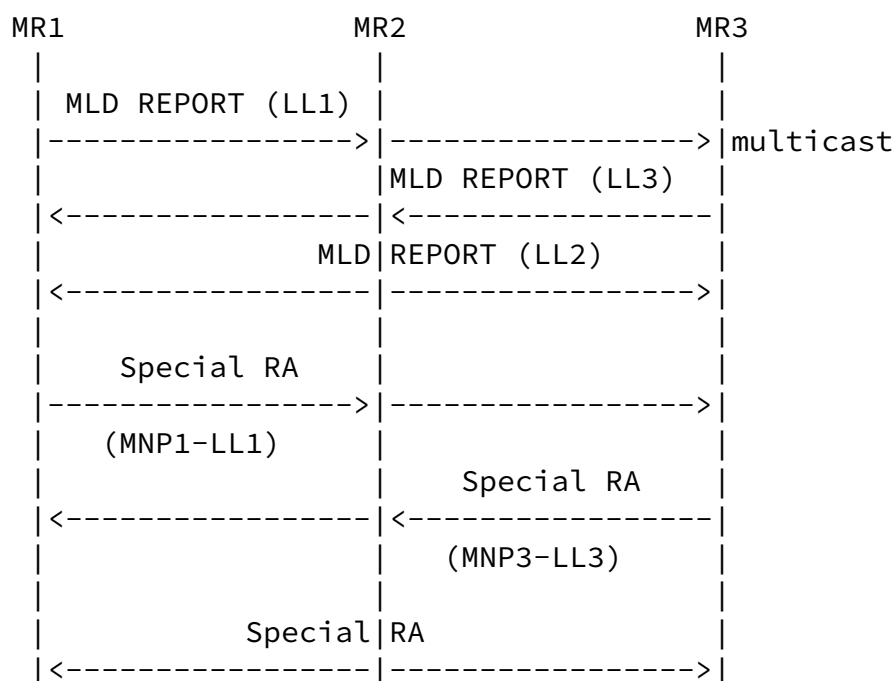 MR1 MR2 MR3
MLD REPORT (LL1)
multicast
MLD REPORT (LL3)
MLD REPORT (LL2)
Special RA
(MNP1-LL1)
Special RA
(MNP3-LL3)
Special RA